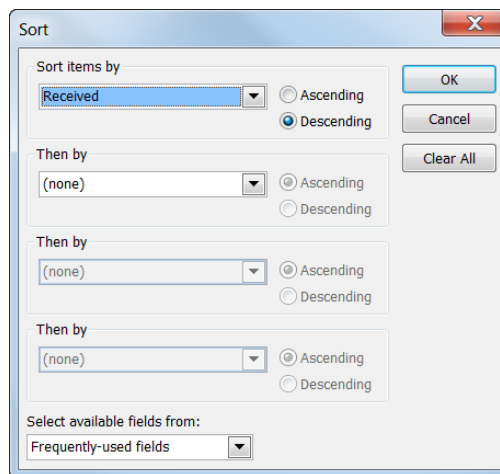 Sort
Sort items by
Received
Ascending
Descending
OK
Cancel
Clear All
Then by
(none)
Ascending
Descending
Then by
(none)
Ascending
Descending
Then by
(none)
Ascending
Descending
Select available fields from:
Frequently-used fields